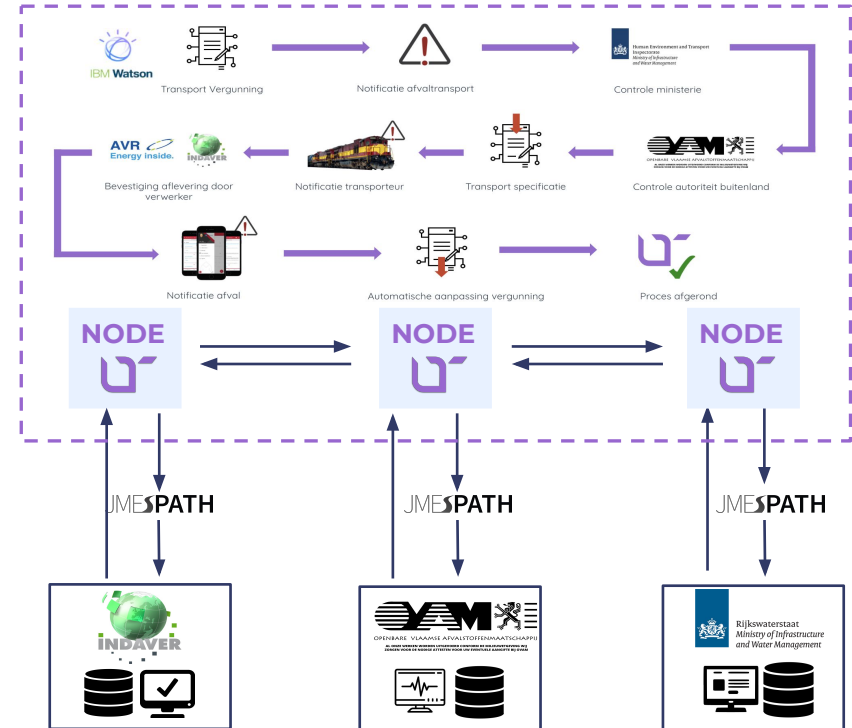 IBM Watson
Transport Vergunning
Notificatie afvaltransport
Human Environment and Transport
Inspectorate
Ministry of Infrastructure
and Water Management
Controle ministerie
AVR
Energy inside.
INDAVER
Bevestiging aflevering door
verwerker
Notificatie transporteur
Transport specificatie
OVAM
OPENBARE VLAAMSE AFVALSTOFFENMAATSCHAPPIJ
Controle autoriteit buitenland
Notificatie afval
Automatische aanpassing vergunning
Proces afgerond
NODE
NODE
NODE
JMESPATH
JMESPATH
JMESPATH
INDAVER
OVAM
OPENBARE VLAAMSE AFVALSTOFFENMAATSCHAPPIJ
Rijkswaterstaat
Ministry of Infrastructure
and Water Management